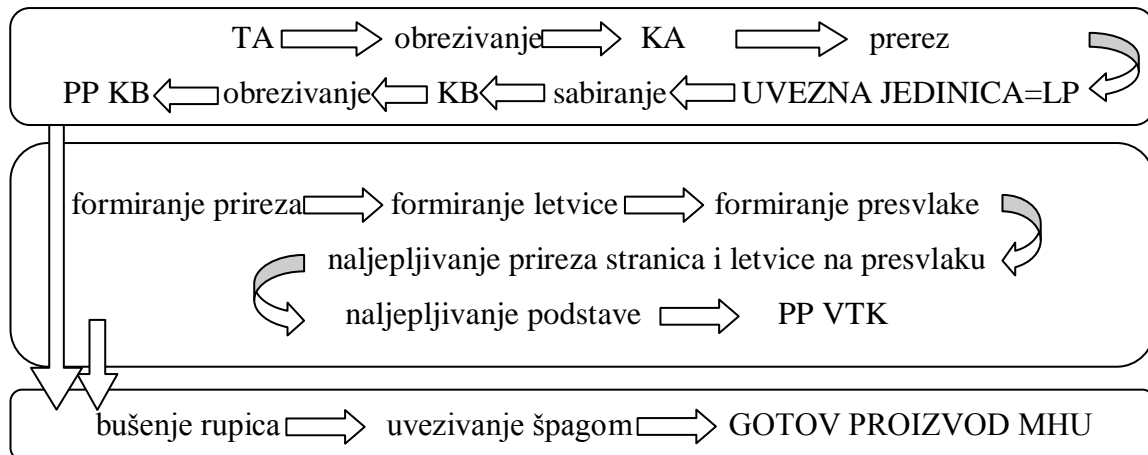 TA obrezivanje KA prerez
PP KB obrezivanje KB sabiranje UVEZNA JEDINICA=LP
formiranje prireza formiranje letvice formiranje presvlake
naljepljivanje prireza stranica i letvice na presvlaku
naljepljivanje podstave PP VTK
bušenje rupica uvezivanje špagom GOTOV PROIZVOD MHU